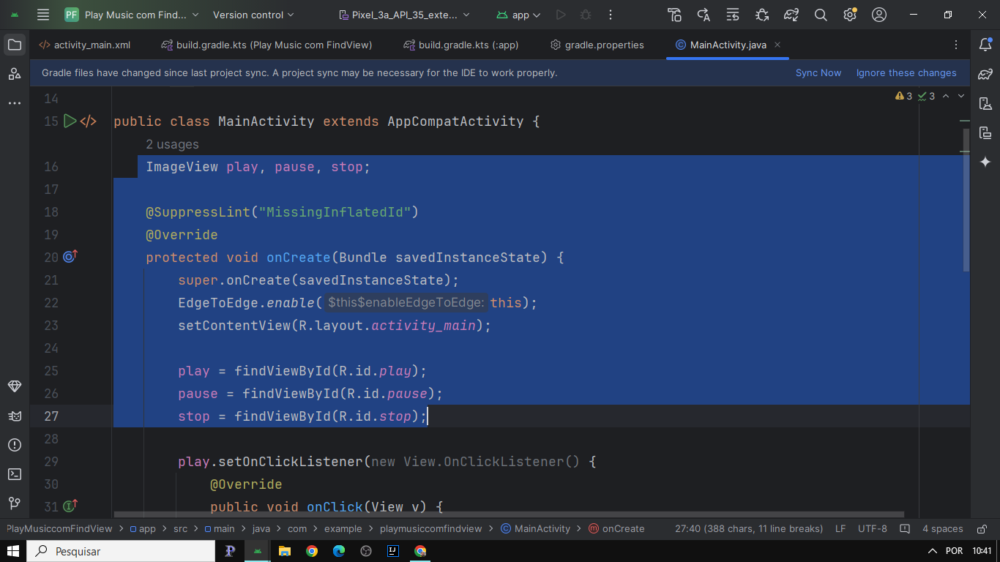 PF Play Music com Find... Version control Pixel_3a_API_35_exte... app
activity_main.xml build.gradle.kts (Play Music com FindView) build.gradle.kts (:app) gradle.properties MainActivity.java
Gradle files have changed since last project sync. A project sync may be necessary for the IDE to work properly. Sync Now Ignore these changes
14 3 3
15 public class MainActivity extends AppCompatActivity {
2 usages
16 ImageView play, pause, stop;
17
18 @SuppressLint("MissingInflatedId")
19 @Override
20 protected void onCreate(Bundle savedInstanceState) {
21 super.onCreate(savedInstanceState);
22 EdgeToEdge.enable( $this$enableEdgeToEdge: this);
23 setContentView(R.layout.activity_main);
24
25 play = findViewById(R.id.play);
26 pause = findViewById(R.id.pause);
27 stop = findViewById(R.id.stop);
28
29 play.setOnClickListener(new View.OnClickListener() {
30 @Override
31 public void onClick(View v) {
PlayMusiccomFindView > app > src > main > java > com > example > playmusiccomfindview > MainActivity > onCreate 27:40 (388 chars, 11 line breaks) LF UTF-8 4 spaces
Pesquisar POR 10:41